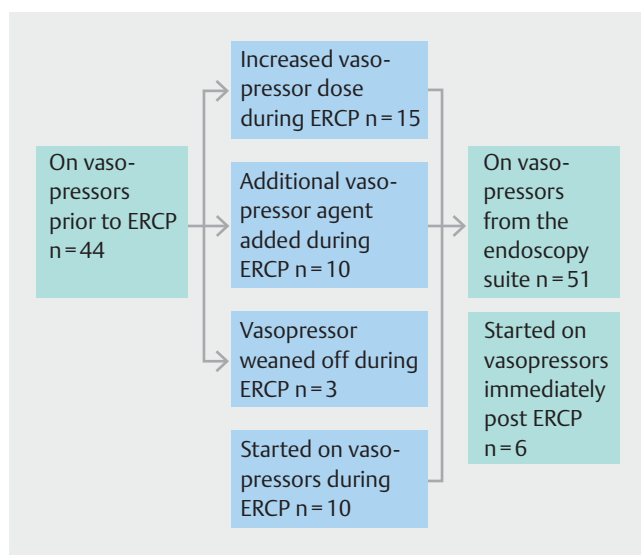 On vaso-
pressors
prior to ERCP
n=44
Increased vaso-
pressor dose
during ERCP n=15
Additional vaso-
pressor agent
added during
ERCP n=10
Vasopressor
weaned off during
ERCP n=3
Started on vaso-
pressors during
ERCP n=10
On vaso-
pressors
from the
endoscopy
suite n=51
Started on
vasopressors
immediately
post ERCP
n=6